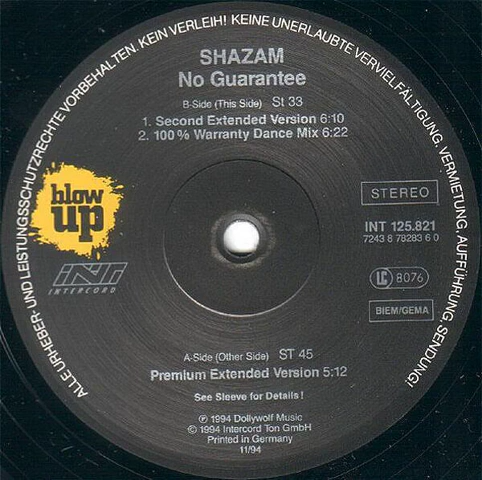 ALLE URHEBER- UND LEISTUNGSSCHUTZRECHTE VORBEHALTEN. KEIN VERLEIH! KEINE UNERLAUBTE VERVIELFÄLTIGUNG, VERMIETUNG, AUFFÜHRUNG, SENDUNG!
SHAZAM
No Guarantee
B-Side (This Side) St 33
1. Second Extended Version 6:10
2. 100 % Warranty Dance Mix 6:22
blow
up
STEREO
INT 125.821
7243 8 78283 6 0
INT
INTERCORD
LC 8076
BIEM/GEMA
A-Side (Other Side) ST 45
Premium Extended Version 5:12
See Sleeve for Details!
℗ 1994 Dollywolf Music
© 1994 Intercord Ton GmbH
Printed in Germany
11/94